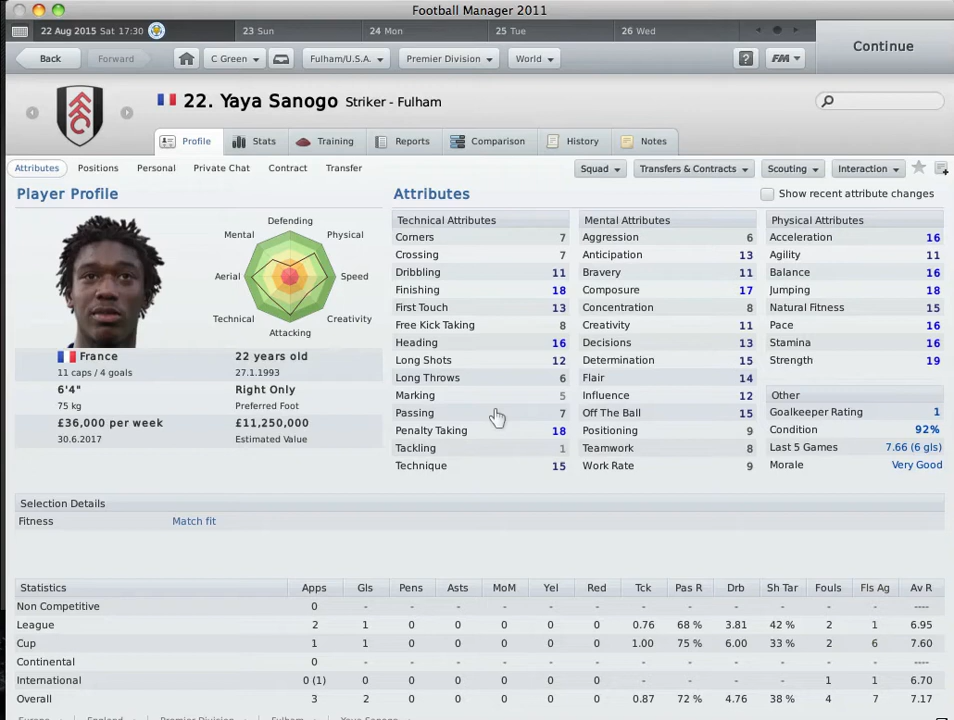 Football Manager 2011
22 Aug 2015 Sat 17:30 23 Sun 24 Mon 25 Tue 26 Wed
Continue
Back Forward C Green Fulham/U.S.A. Premier Division World ? FM
22. Yaya Sanogo Striker - Fulham
FFC
Profile Stats Training Reports Comparison History Notes
Attributes Positions Personal Private Chat Contract Transfer Squad Transfers & Contracts Scouting Interaction
Player Profile
Defending
Mental Physical
Aerial Speed
Technical Creativity
Attacking
France 22 years old
11 caps / 4 goals 27.1.1993
6'4" Right Only
75 kg Preferred Foot
£36,000 per week £11,250,000
30.6.2017 Estimated Value
Attributes Show recent attribute changes
Technical Attributes
Corners 7
Crossing 7
Dribbling 11
Finishing 18
First Touch 13
Free Kick Taking 8
Heading 16
Long Shots 12
Long Throws 6
Marking 5
Passing 7
Penalty Taking 18
Tackling 1
Technique 15
Mental Attributes
Aggression 6
Anticipation 13
Bravery 11
Composure 17
Concentration 8
Creativity 11
Decisions 13
Determination 15
Flair 14
Influence 12
Off The Ball 15
Positioning 9
Teamwork 8
Work Rate 9
Physical Attributes
Acceleration 16
Agility 11
Balance 16
Jumping 18
Natural Fitness 15
Pace 16
Stamina 16
Strength 19
Other
Goalkeeper Rating 1
Condition 92%
Last 5 Games 7.66 (6 gls)
Morale Very Good
Selection Details
Fitness Match fit
Statistics Apps Gls Pens Asts MoM Yel Red Tck Pas R Drb Sh Tar Fouls Fls Ag Av R
Non Competitive 0 - - - - - - - - - - - - ----
League 2 1 0 0 0 0 0 0.76 68 % 3.81 42 % 2 1 6.95
Cup 1 1 0 0 0 0 0 1.00 75 % 6.00 33 % 2 6 7.60
Continental 0 - - - - - - - - - - - - ----
International 0 (1) - 0 0 0 0 0 - - - - 1 1 6.70
Overall 3 2 0 0 0 0 0 0.87 72 % 4.76 38 % 4 7 7.17
Europe England Premier Division Fulham Yaya Sanogo